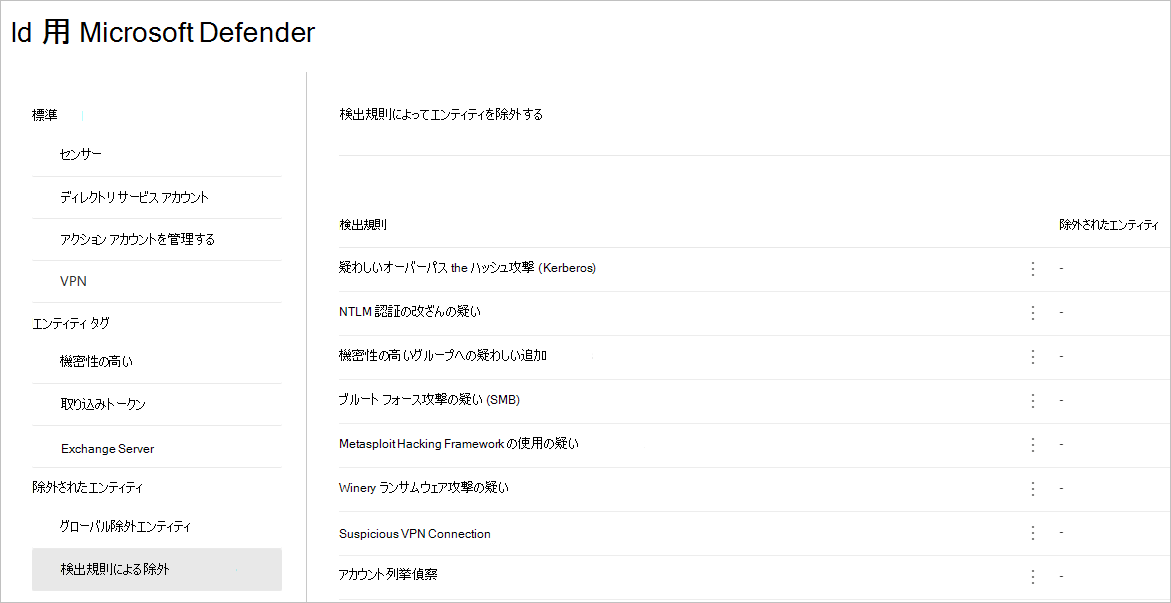 Id 用 Microsoft Defender
標準
センサー
ディレクトリ サービス アカウント
アクション アカウントを管理する
VPN
エンティティ タグ
機密性の高い
取り込みトークン
Exchange Server
除外されたエンティティ
グローバル除外エンティティ
検出規則による除外
検出規則によってエンティティを除外する
検出規則 除外されたエンティティ
疑わしいオーバーパス the ハッシュ攻撃 (Kerberos) -
NTLM 認証の改ざんの疑い -
機密性の高いグループへの疑わしい追加 -
ブルート フォース攻撃の疑い (SMB) -
Metasploit Hacking Framework の使用の疑い -
Winery ランサムウェア攻撃の疑い -
Suspicious VPN Connection -
アカウント列挙偵察 -